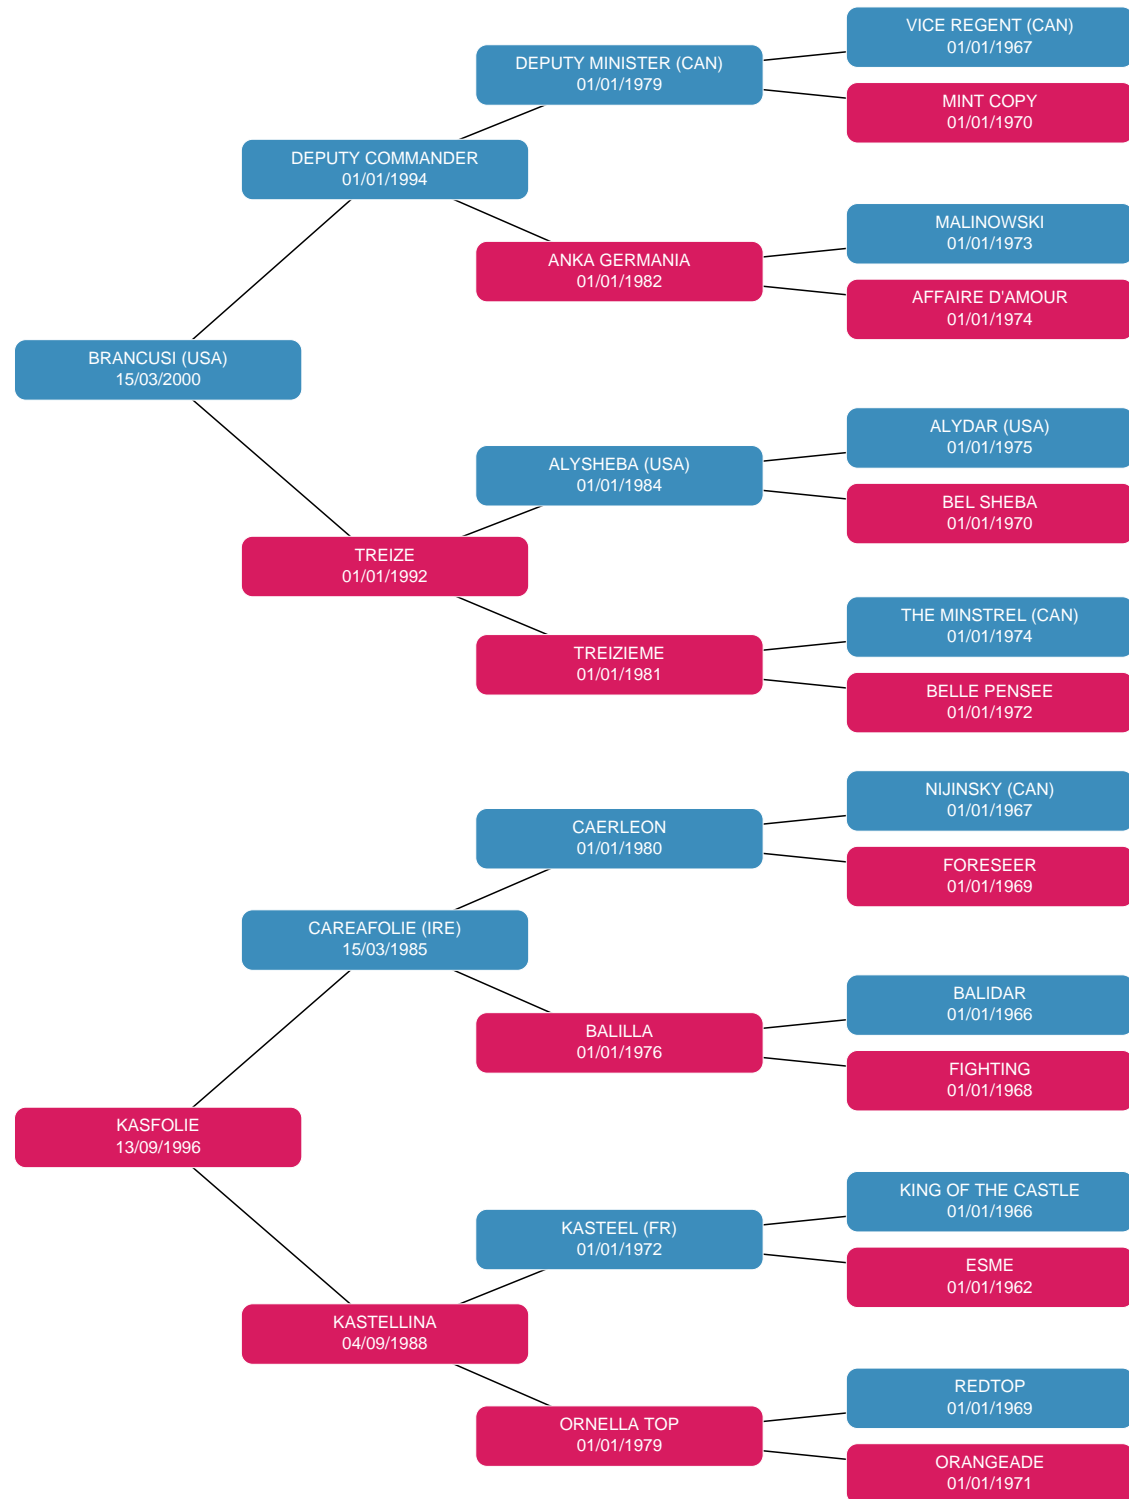 VICE REGENT (CAN)
01/01/1967
DEPUTY MINISTER (CAN)
01/01/1979
MINT COPY
01/01/1970
DEPUTY COMMANDER
01/01/1994
MALINOWSKI
01/01/1973
ANKA GERMANIA
01/01/1982
AFFAIRE D'AMOUR
01/01/1974
BRANCUSI (USA)
15/03/2000
ALYDAR (USA)
01/01/1975
ALYSHEBA (USA)
01/01/1984
BEL SHEBA
01/01/1970
TREIZE
01/01/1992
THE MINSTREL (CAN)
01/01/1974
TREIZIEME
01/01/1981
BELLE PENSEE
01/01/1972
NIJINSKY (CAN)
01/01/1967
CAERLEON
01/01/1980
FORESEER
01/01/1969
CAREAFOLIE (IRE)
15/03/1985
BALIDAR
01/01/1966
BALILLA
01/01/1976
FIGHTING
01/01/1968
KASFOLIE
13/09/1996
KING OF THE CASTLE
01/01/1966
KASTEEL (FR)
01/01/1972
ESME
01/01/1962
KASTELLINA
04/09/1988
REDTOP
01/01/1969
ORNELLA TOP
01/01/1979
ORANGEADE
01/01/1971